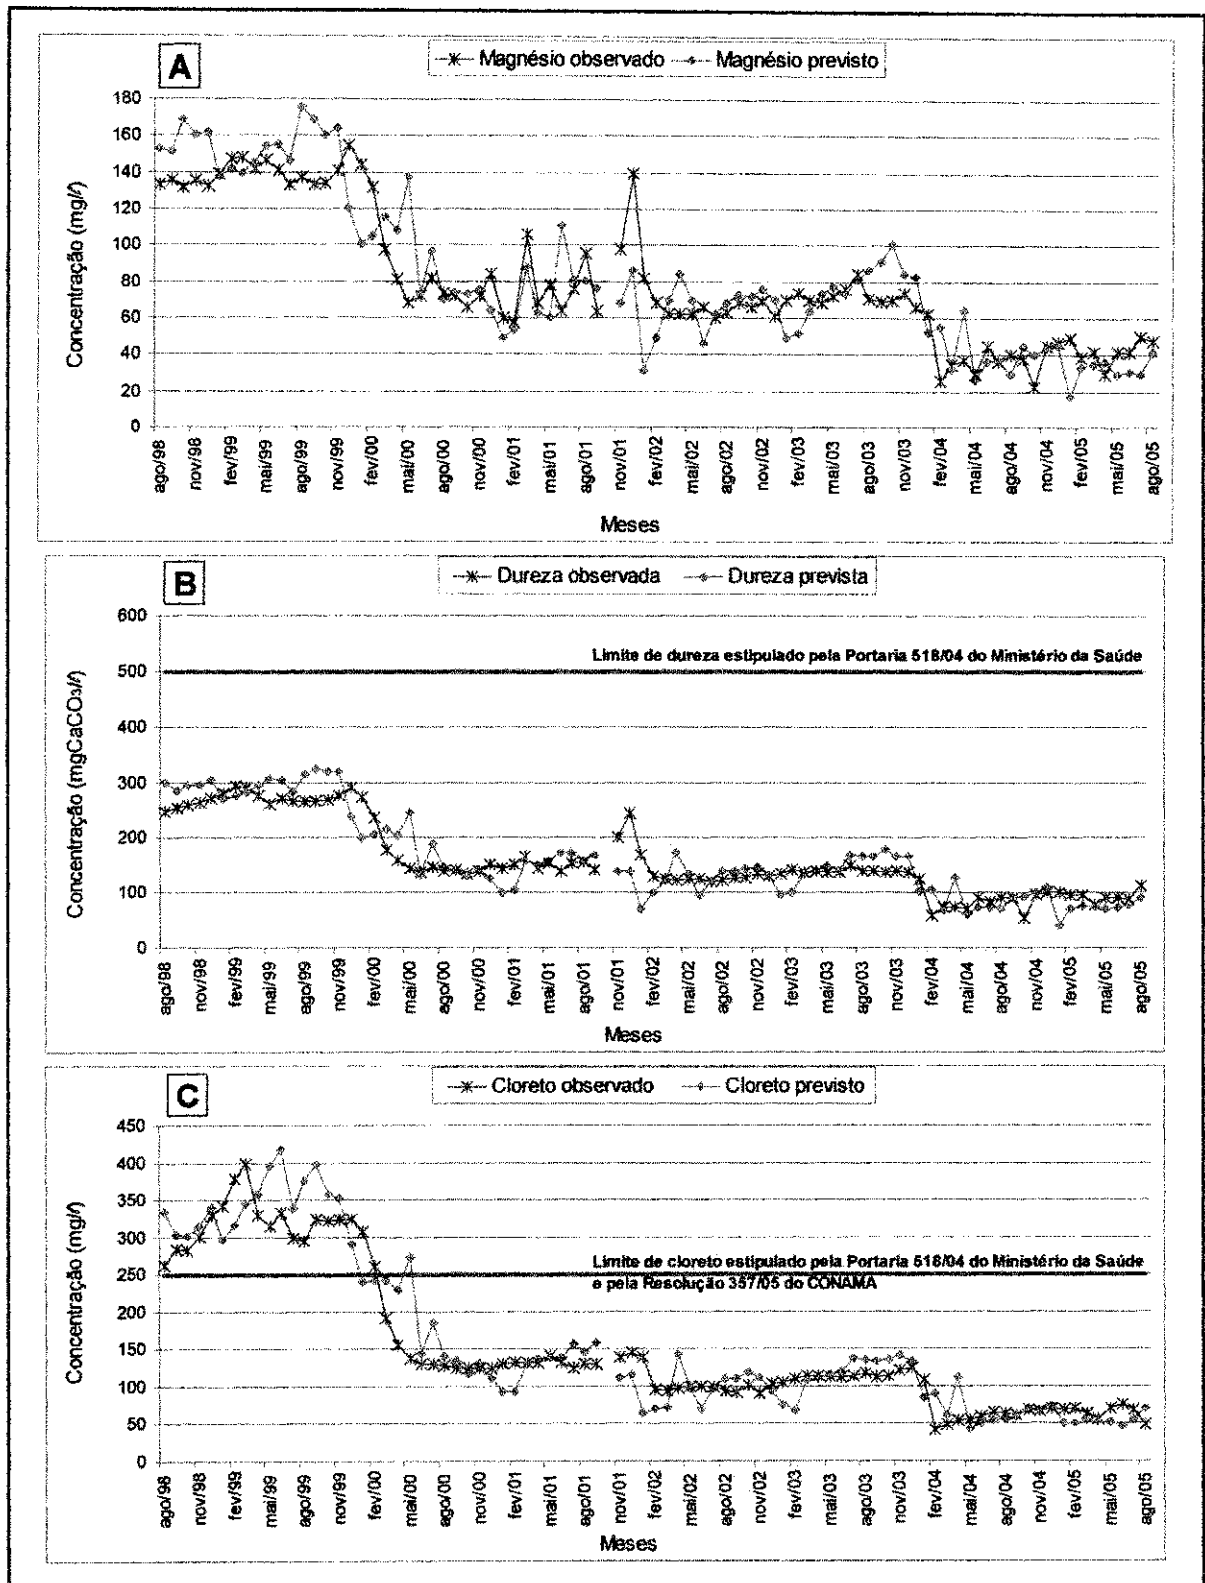 A
Magnésio observado
Magnésio previsto
Concentração (mg/ℓ)
180
160
140
120
100
80
60
40
20
0
ago/98
nov/98
fev/99
mai/99
ago/99
nov/99
fev/00
mai/00
ago/00
nov/00
fev/01
mai/01
ago/01
nov/01
fev/02
mai/02
ago/02
nov/02
fev/03
mai/03
ago/03
nov/03
fev/04
mai/04
ago/04
nov/04
fev/05
mai/05
ago/05
Meses
B
Dureza observada
Dureza prevista
Concentração (mgCaCO₃/ℓ)
600
500
400
300
200
100
0
Limite de dureza estipulado pela Portaria 518/04 do Ministério da Saúde
ago/98
nov/98
fev/99
mai/99
ago/99
nov/99
fev/00
mai/00
ago/00
nov/00
fev/01
mai/01
ago/01
nov/01
fev/02
mai/02
ago/02
nov/02
fev/03
mai/03
ago/03
nov/03
fev/04
mai/04
ago/04
nov/04
fev/05
mai/05
ago/05
Meses
C
Cloreto observado
Cloreto previsto
Concentração (mg/ℓ)
450
400
350
300
250
200
150
100
50
0
Limite de cloreto estipulado pela Portaria 518/04 do Ministério da Saúde
e pela Resolução 357/05 do CONAMA
ago/98
nov/98
fev/99
mai/99
ago/99
nov/99
fev/00
mai/00
ago/00
nov/00
fev/01
mai/01
ago/01
nov/01
fev/02
mai/02
ago/02
nov/02
fev/03
mai/03
ago/03
nov/03
fev/04
mai/04
ago/04
nov/04
fev/05
mai/05
ago/05
Meses